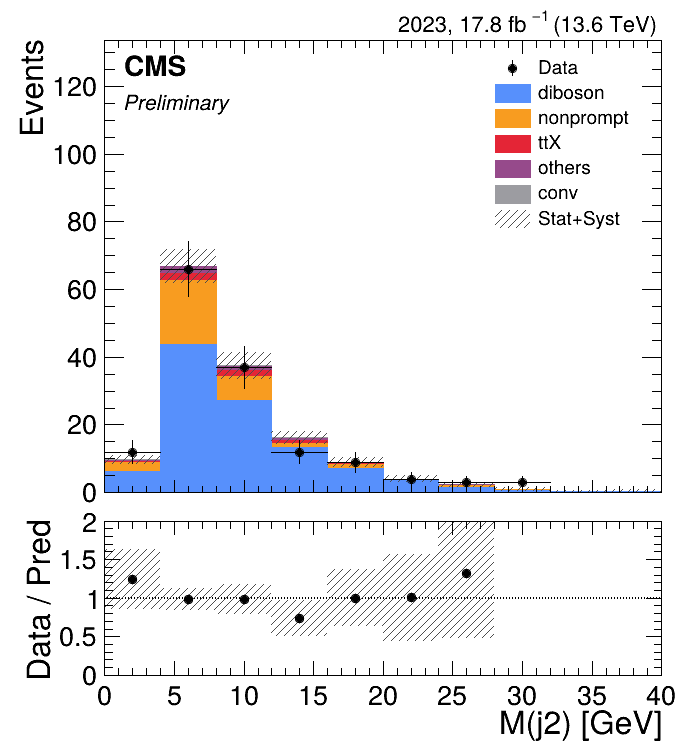 2023, 17.8 fb⁻¹ (13.6 TeV)
CMS
Preliminary
Events
120
100
80
60
40
20
0
Data
diboson
nonprompt
ttX
others
conv
Stat+Syst
Data / Pred
2
1.5
1
0.5
0
0 5 10 15 20 25 30 35 40
M(j2) [GeV]